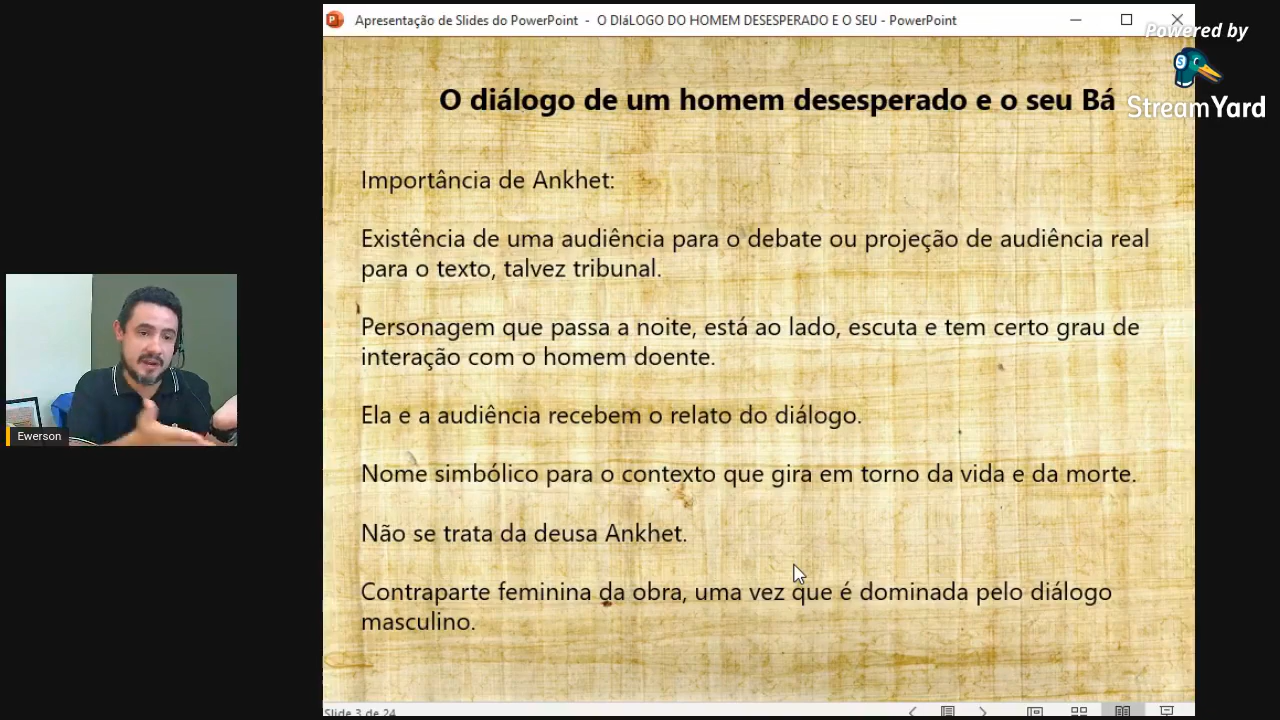 Apresentação de Slides do PowerPoint - O DIáLOGO DO HOMEM DESESPERADO E O SEU - PowerPoint
Powered by
StreamYard
O diálogo de um homem desesperado e o seu Bá
Importância de Ankhet:
Existência de uma audiência para o debate ou projeção de audiência real
para o texto, talvez tribunal.
Personagem que passa a noite, está ao lado, escuta e tem certo grau de
interação com o homem doente.
Ela e a audiência recebem o relato do diálogo.
Nome simbólico para o contexto que gira em torno da vida e da morte.
Não se trata da deusa Ankhet.
Contraparte feminina da obra, uma vez que é dominada pelo diálogo
masculino.
Ewerson
Slide 3 de 24